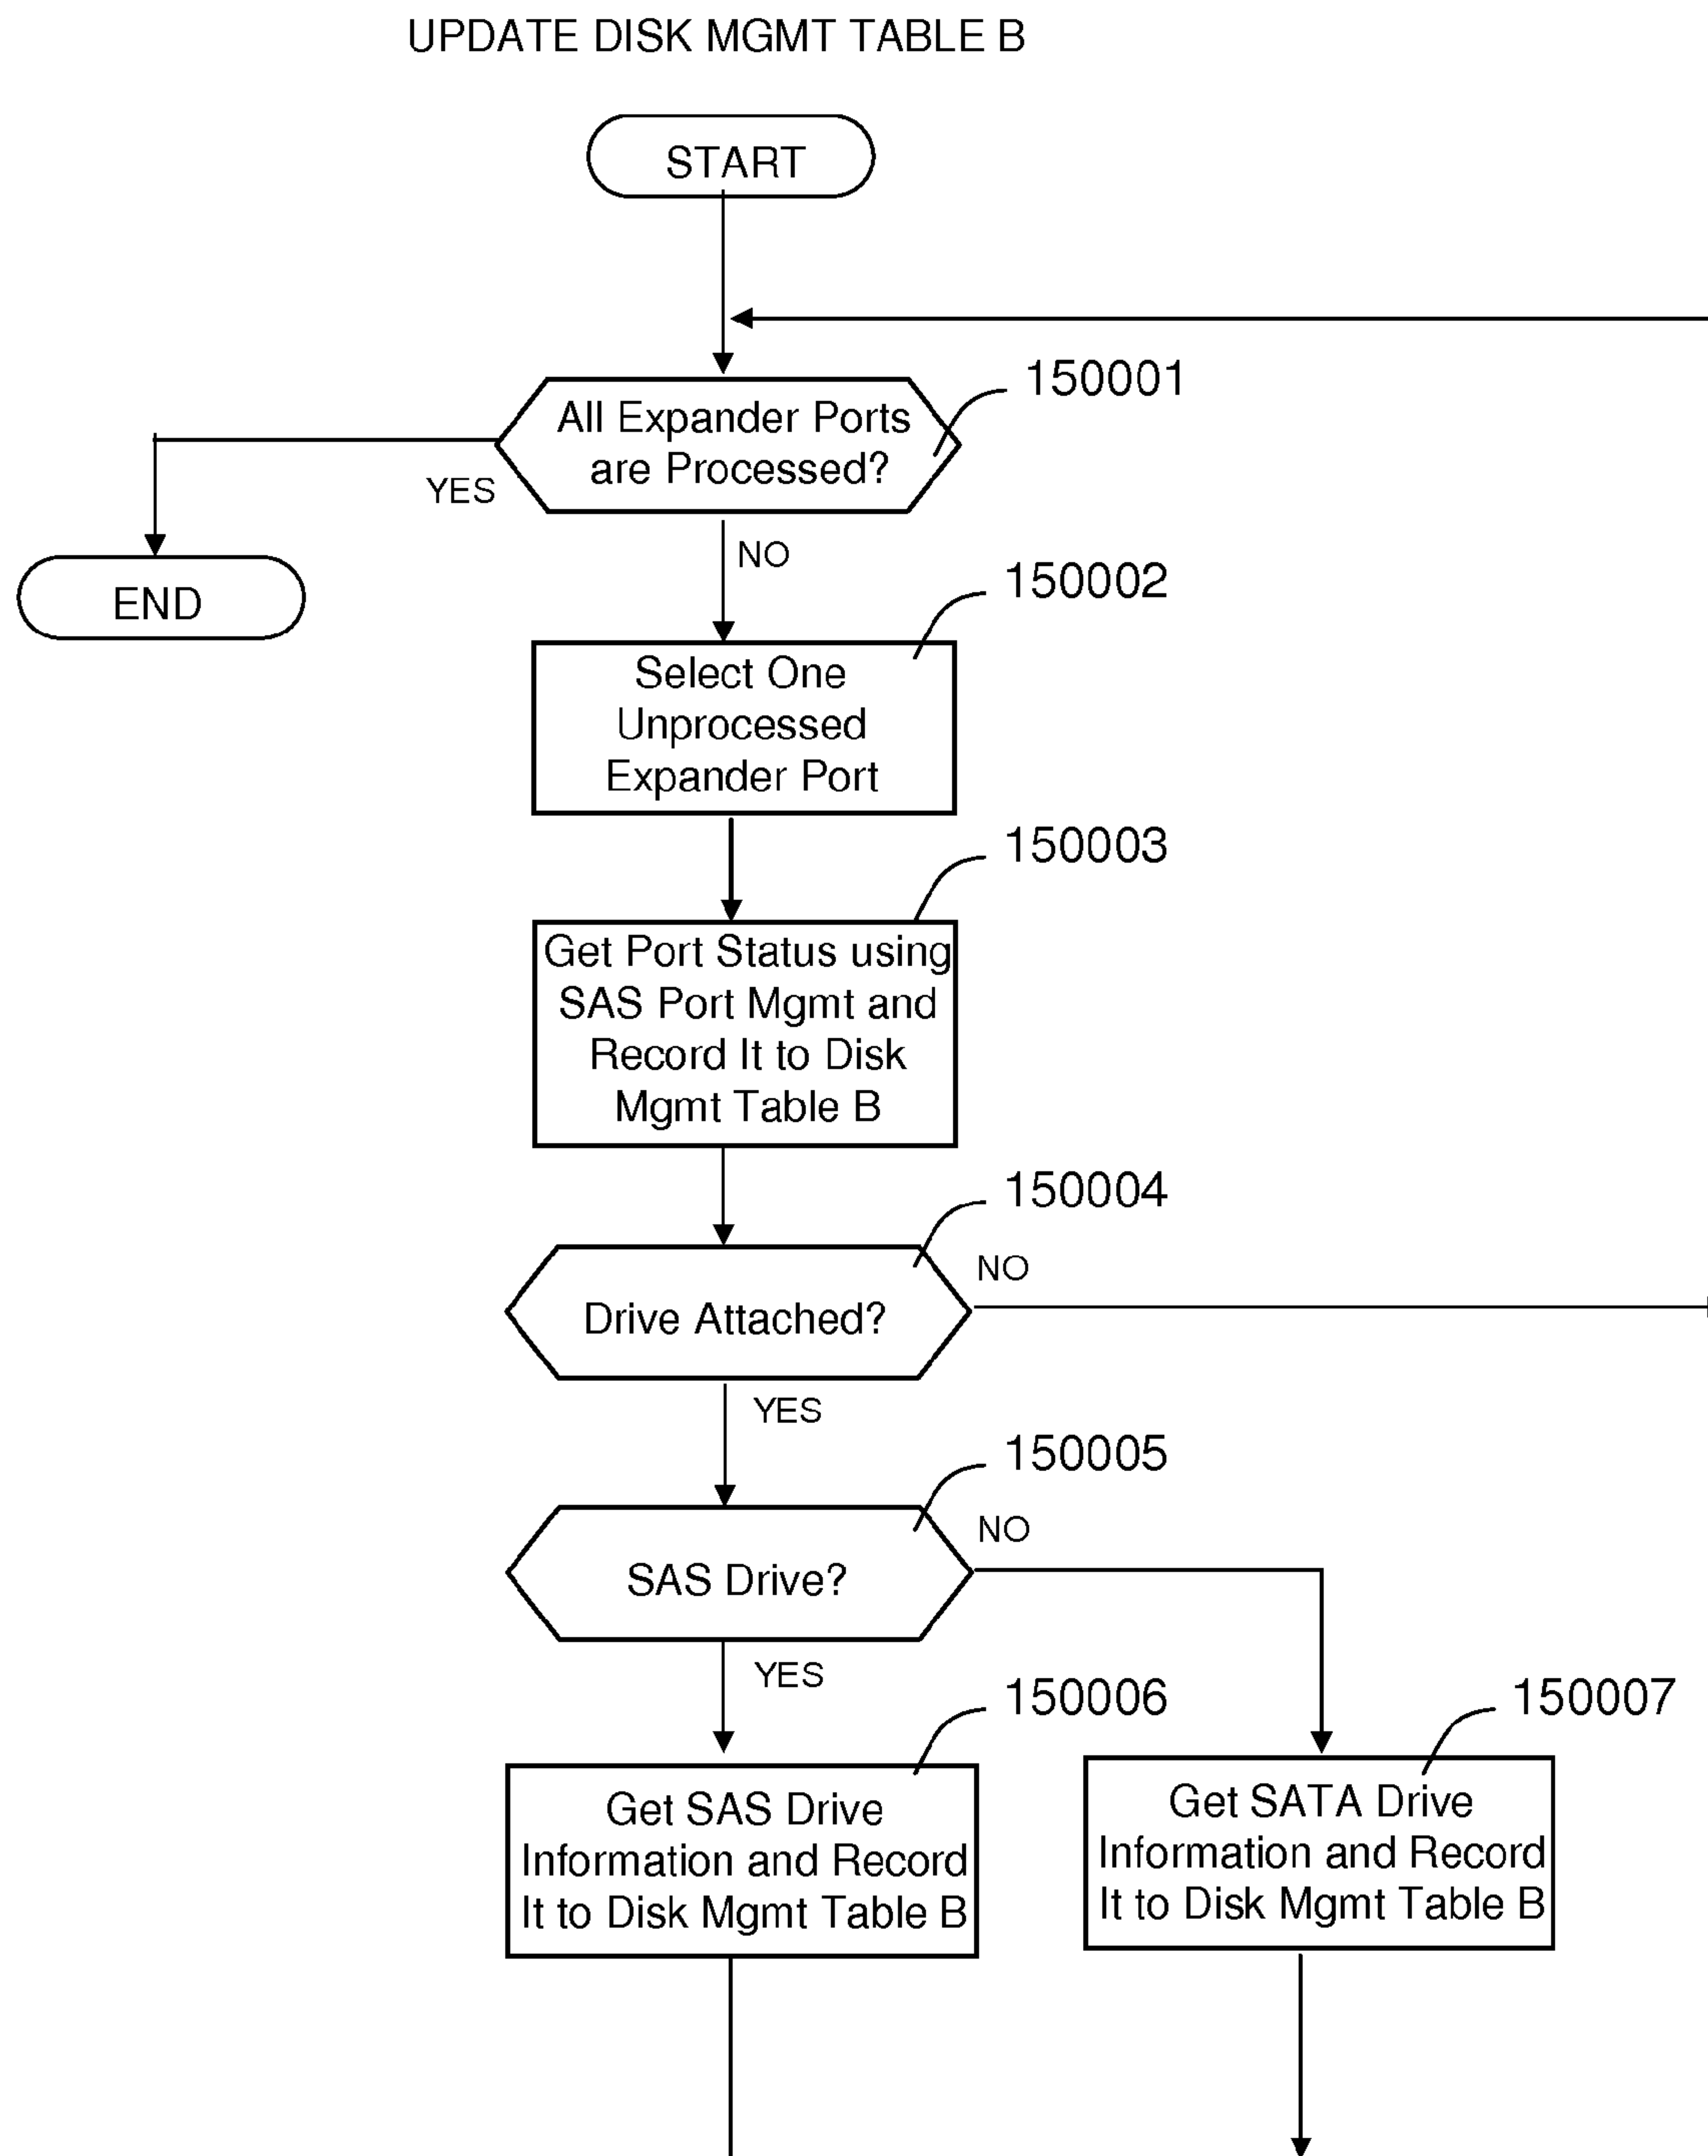 UPDATE DISK MGMT TABLE B
START
150001
All Expander Ports
are Processed?
YES
NO
END
150002
Select One
Unprocessed
Expander Port
150003
Get Port Status using
SAS Port Mgmt and
Record It to Disk
Mgmt Table B
150004
NO
Drive Attached?
YES
150005
NO
SAS Drive?
YES
150006
150007
Get SAS Drive
Information and Record
It to Disk Mgmt Table B
Get SATA Drive
Information and Record
It to Disk Mgmt Table B